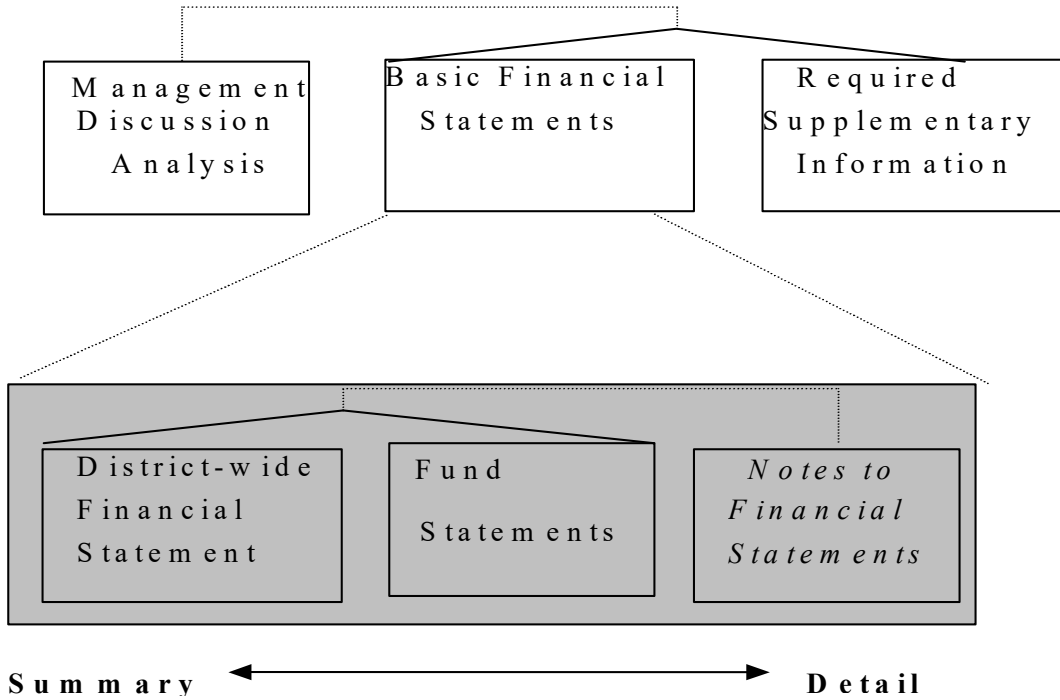 Management
Discussion
Analysis
Basic Financial
Statements
Required
Supplementary
Information
District-wide
Financial
Statement
Fund
Statements
Notes to
Financial
Statements
Summary
Detail